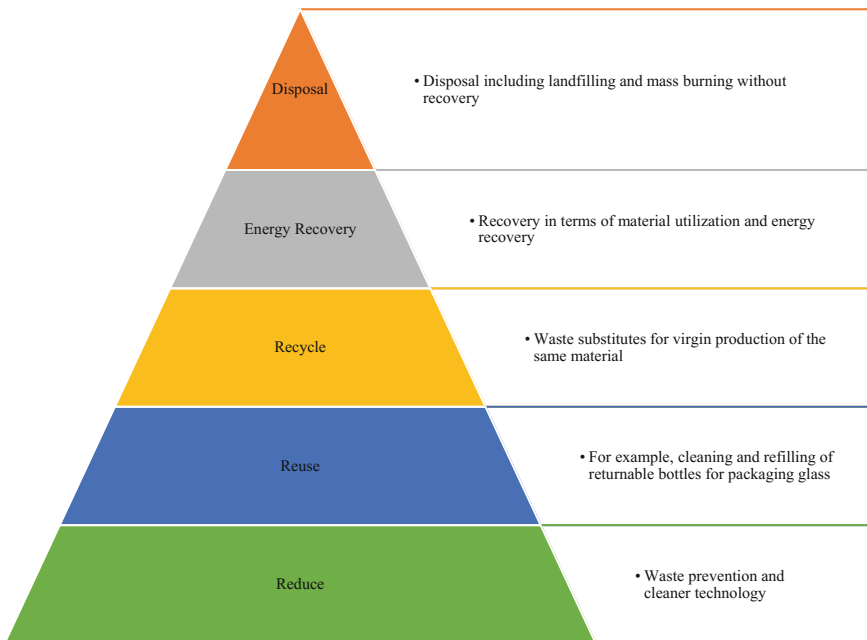 Disposal
• Disposal including landfilling and mass burning without
recovery
Energy Recovery
• Recovery in terms of material utilization and energy
recovery
Recycle
• Waste substitutes for virgin production of the
same material
Reuse
• For example, cleaning and refilling of
returnable bottles for packaging glass
Reduce
• Waste prevention and
cleaner technology